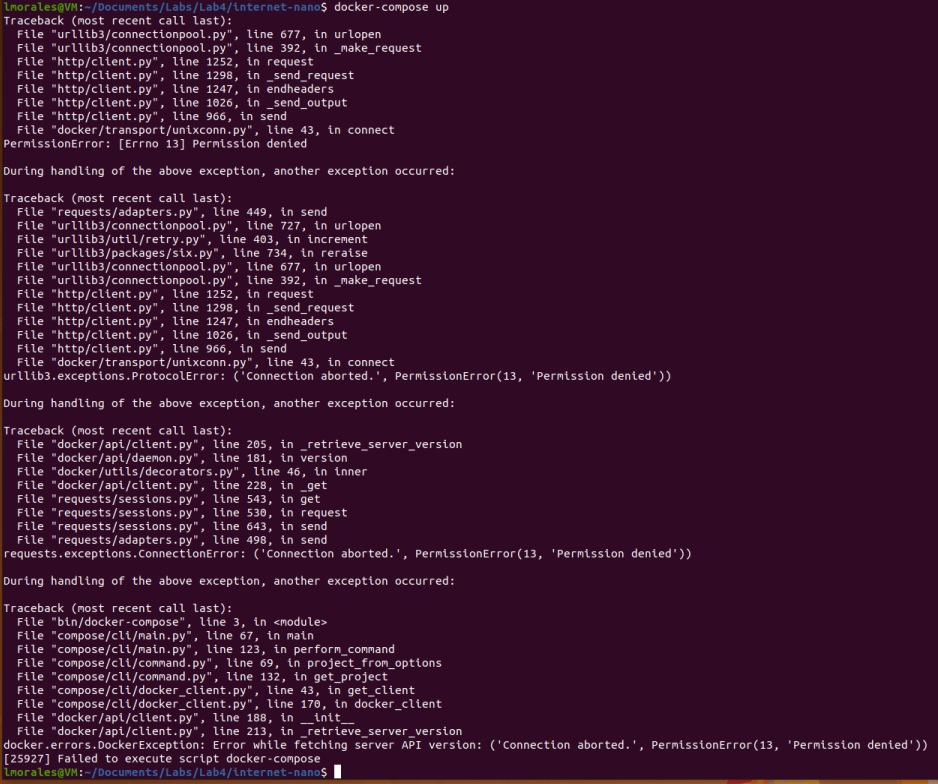 lmorales@VM:~/Documents/Labs/Lab4/internet-nano$ docker-compose up
Traceback (most recent call last):
  File "urllib3/connectionpool.py", line 677, in urlopen
  File "urllib3/connectionpool.py", line 392, in _make_request
  File "http/client.py", line 1252, in request
  File "http/client.py", line 1298, in _send_request
  File "http/client.py", line 1247, in endheaders
  File "http/client.py", line 1026, in _send_output
  File "http/client.py", line 966, in send
  File "docker/transport/unixconn.py", line 43, in connect
PermissionError: [Errno 13] Permission denied

During handling of the above exception, another exception occurred:

Traceback (most recent call last):
  File "requests/adapters.py", line 449, in send
  File "urllib3/connectionpool.py", line 727, in urlopen
  File "urllib3/util/retry.py", line 403, in increment
  File "urllib3/packages/six.py", line 734, in reraise
  File "urllib3/connectionpool.py", line 677, in urlopen
  File "urllib3/connectionpool.py", line 392, in _make_request
  File "http/client.py", line 1252, in request
  File "http/client.py", line 1298, in _send_request
  File "http/client.py", line 1247, in endheaders
  File "http/client.py", line 1026, in _send_output
  File "http/client.py", line 966, in send
  File "docker/transport/unixconn.py", line 43, in connect
urllib3.exceptions.ProtocolError: ('Connection aborted.', PermissionError(13, 'Permission denied'))

During handling of the above exception, another exception occurred:

Traceback (most recent call last):
  File "docker/api/client.py", line 205, in _retrieve_server_version
  File "docker/api/daemon.py", line 181, in version
  File "docker/utils/decorators.py", line 46, in inner
  File "docker/api/client.py", line 228, in _get
  File "requests/sessions.py", line 543, in get
  File "requests/sessions.py", line 530, in request
  File "requests/sessions.py", line 643, in send
  File "requests/adapters.py", line 498, in send
requests.exceptions.ConnectionError: ('Connection aborted.', PermissionError(13, 'Permission denied'))

During handling of the above exception, another exception occurred:

Traceback (most recent call last):
  File "bin/docker-compose", line 3, in <module>
  File "compose/cli/main.py", line 67, in main
  File "compose/cli/main.py", line 123, in perform_command
  File "compose/cli/command.py", line 69, in project_from_options
  File "compose/cli/command.py", line 132, in get_project
  File "compose/cli/docker_client.py", line 43, in get_client
  File "compose/cli/docker_client.py", line 170, in docker_client
  File "docker/api/client.py", line 188, in __init__
  File "docker/api/client.py", line 213, in _retrieve_server_version
docker.errors.DockerException: Error while fetching server API version: ('Connection aborted.', PermissionError(13, 'Permission denied'))
[25927] Failed to execute script docker-compose
lmorales@VM:~/Documents/Labs/Lab4/internet-nano$